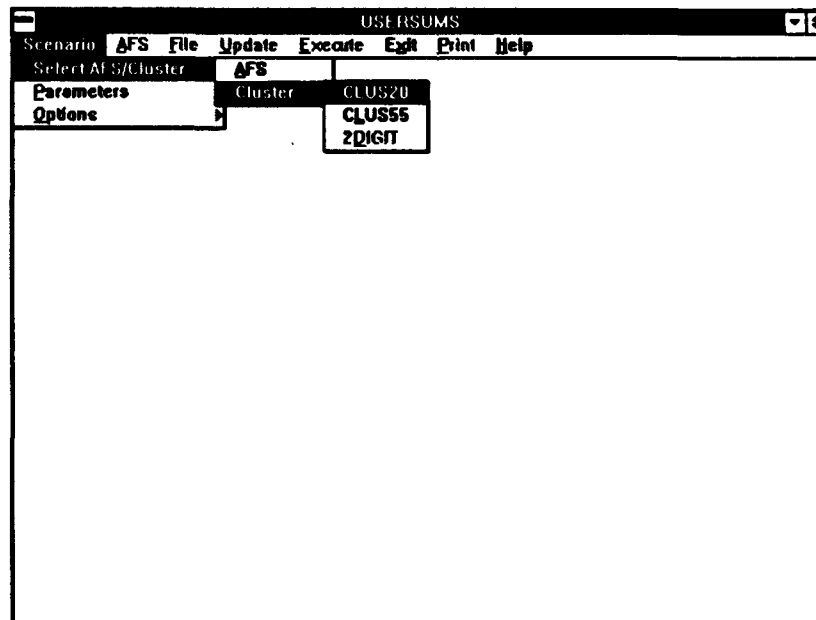 USERSUMS
Scenario AFS File Update Execute Exit Print Help
Select AFS/Cluster AFS
Parameters Cluster CLUS20
Options CLUS55
2DIGIT